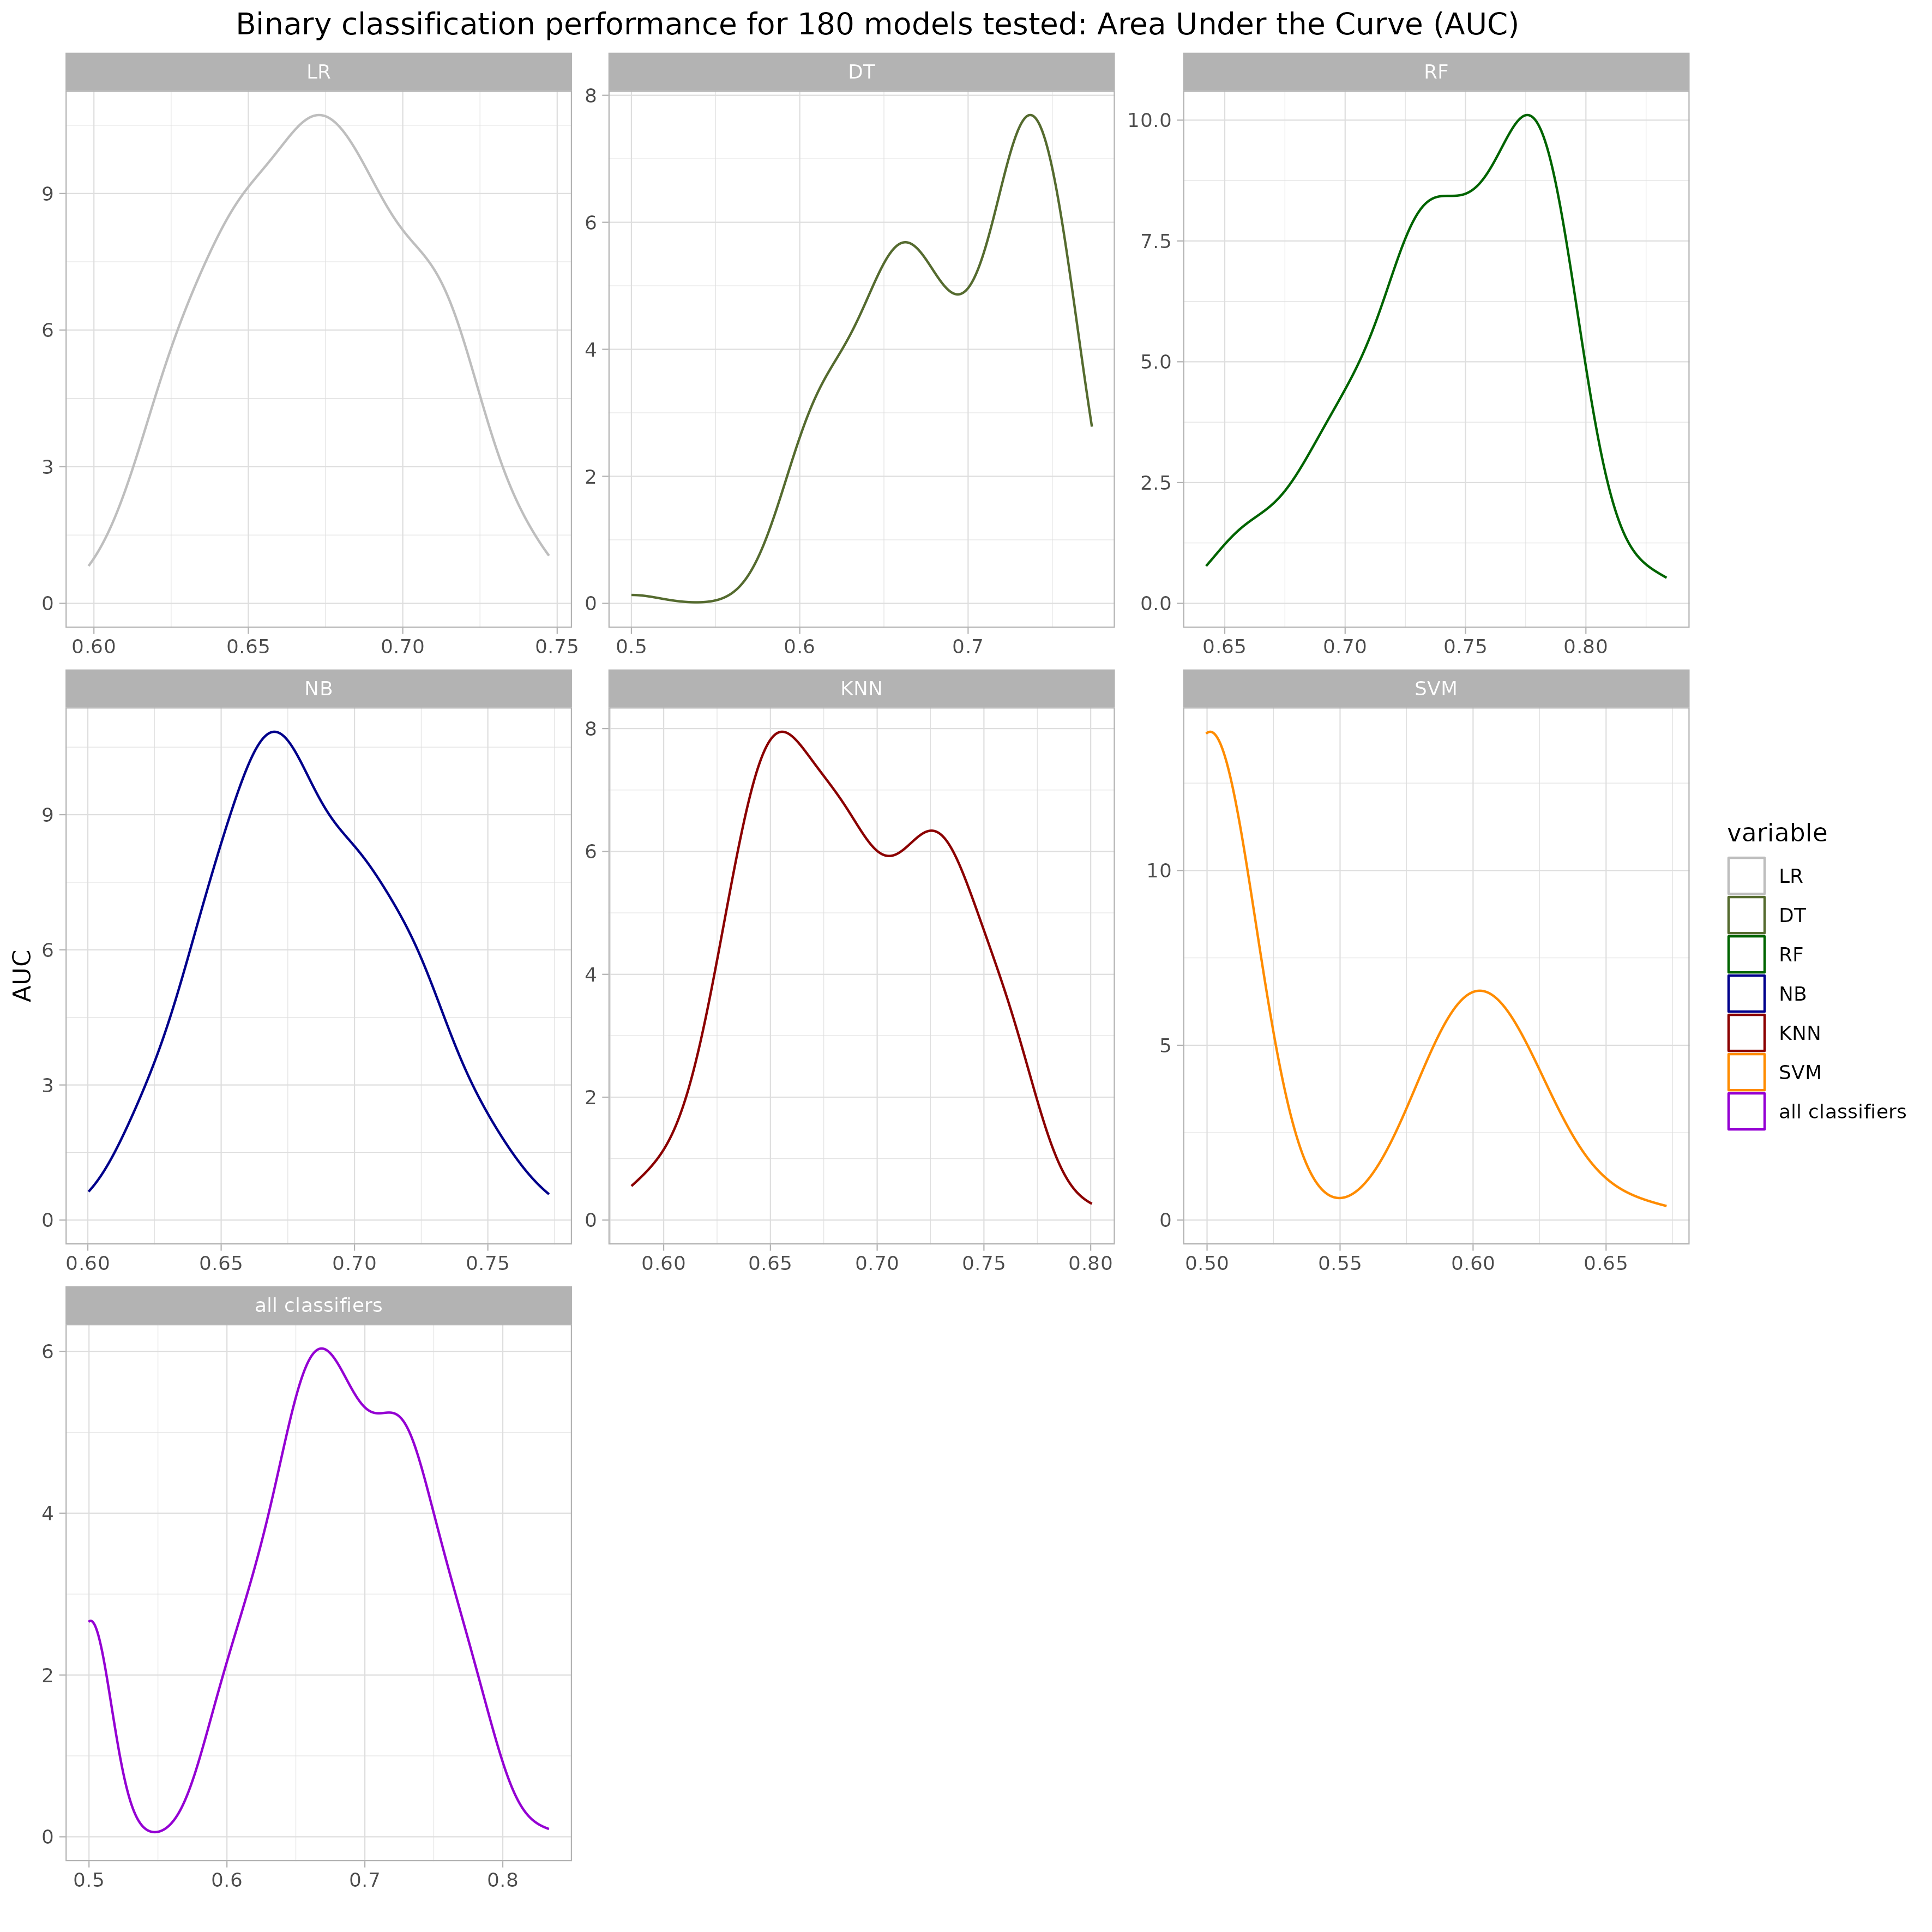 Binary classification performance for 180 models tested: Area Under the Curve (AUC)
LR
DT
RF
9
6
3
0
0.60 0.65 0.70 0.75
8
6
4
2
0
0.5 0.6 0.7
10.0
7.5
5.0
2.5
0.0
0.65 0.70 0.75 0.80
NB
KNN
SVM
AUC
9
6
3
0
0.60 0.65 0.70 0.75
8
6
4
2
0
0.60 0.65 0.70 0.75 0.80
10
5
0
0.50 0.55 0.60 0.65
variable
LR
DT
RF
NB
KNN
SVM
all classifiers
all classifiers
6
4
2
0
0.5 0.6 0.7 0.8